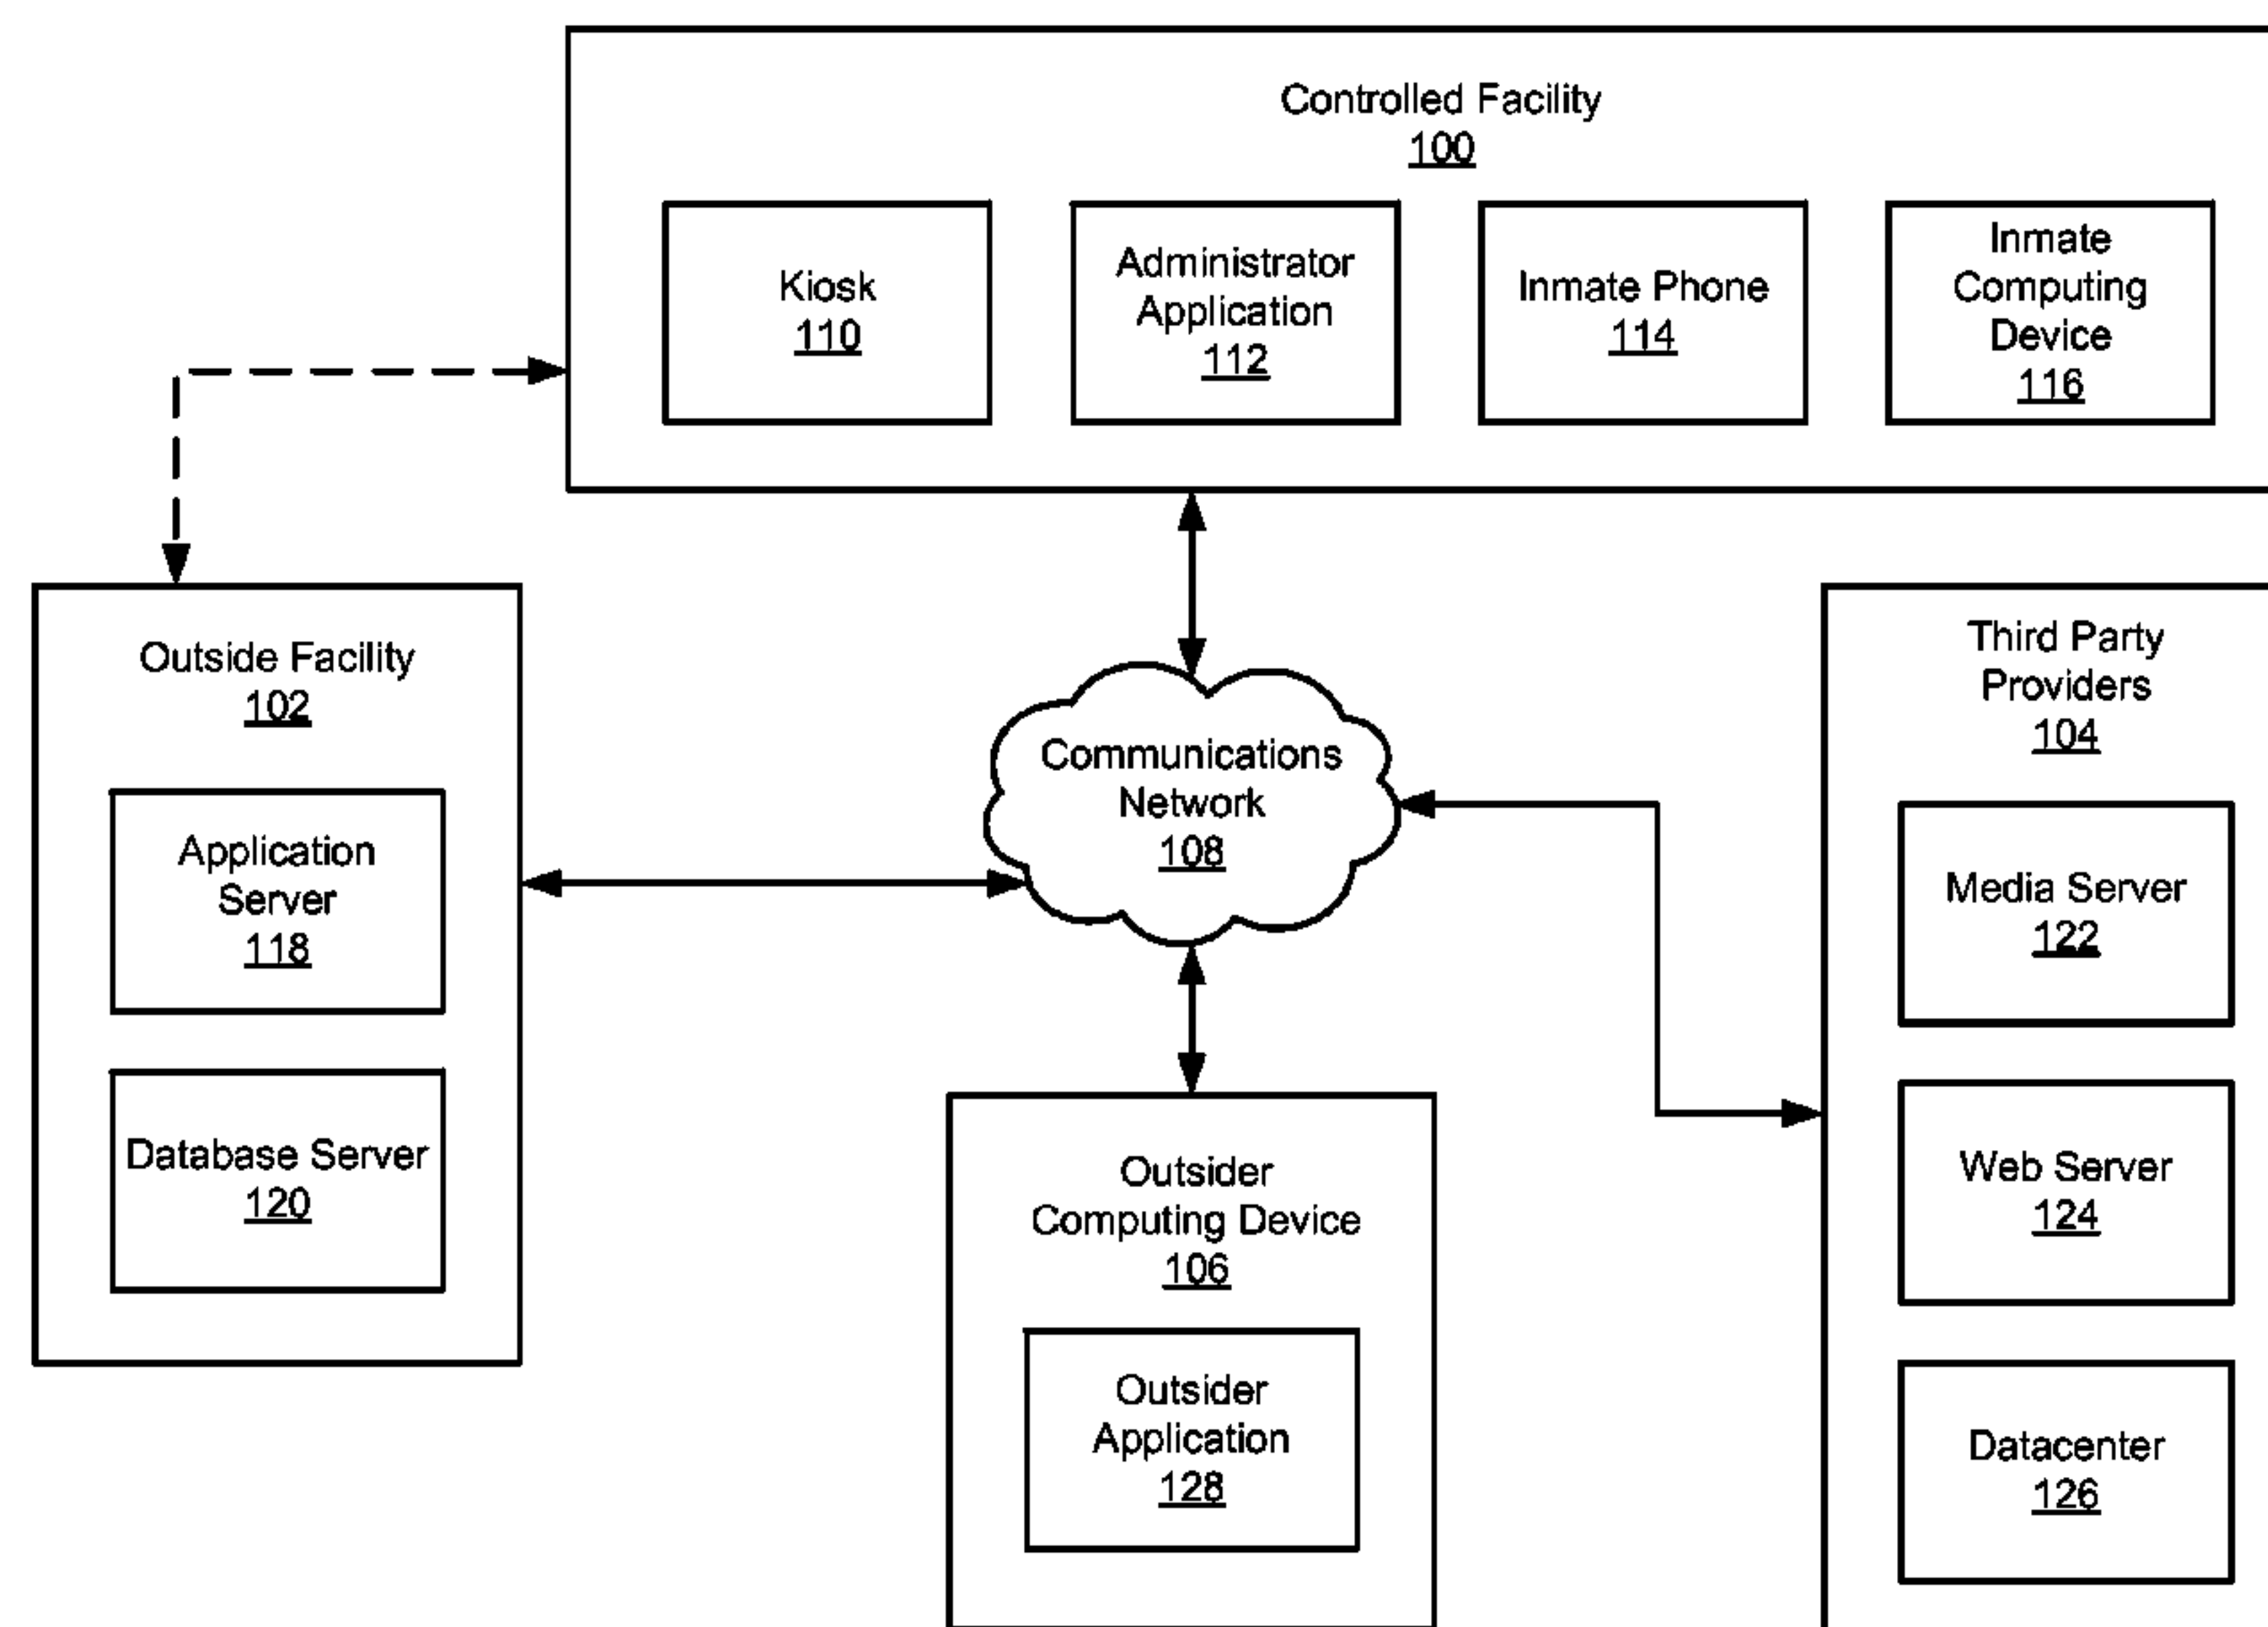 Controlled Facility
100
Kiosk
110
Administrator
Application
112
Inmate Phone
114
Inmate
Computing
Device
116
Outside Facility
102
Application
Server
118
Database Server
120
Communications
Network
108
Outsider
Computing Device
106
Outsider
Application
128
Third Party
Providers
104
Media Server
122
Web Server
124
Datacenter
126